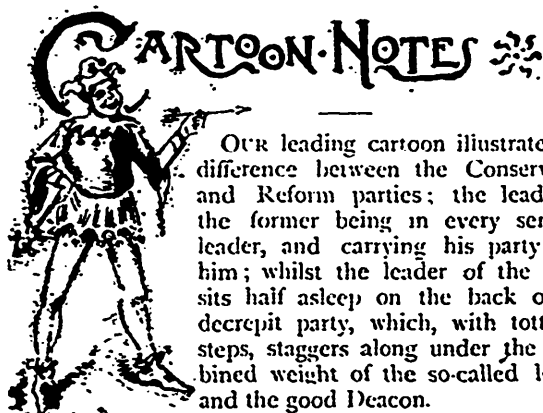 CARTOON·NOTES
OUR leading cartoon illustrate
difference between the Conserv
and Reform parties; the lead
the former being in every sen
leader, and carrying his party
him; whilst the leader of the
sits half asleep on the back o
decrepit party, which, with tott
steps, staggers along under the
bined weight of the so-called
and the good Deacon.